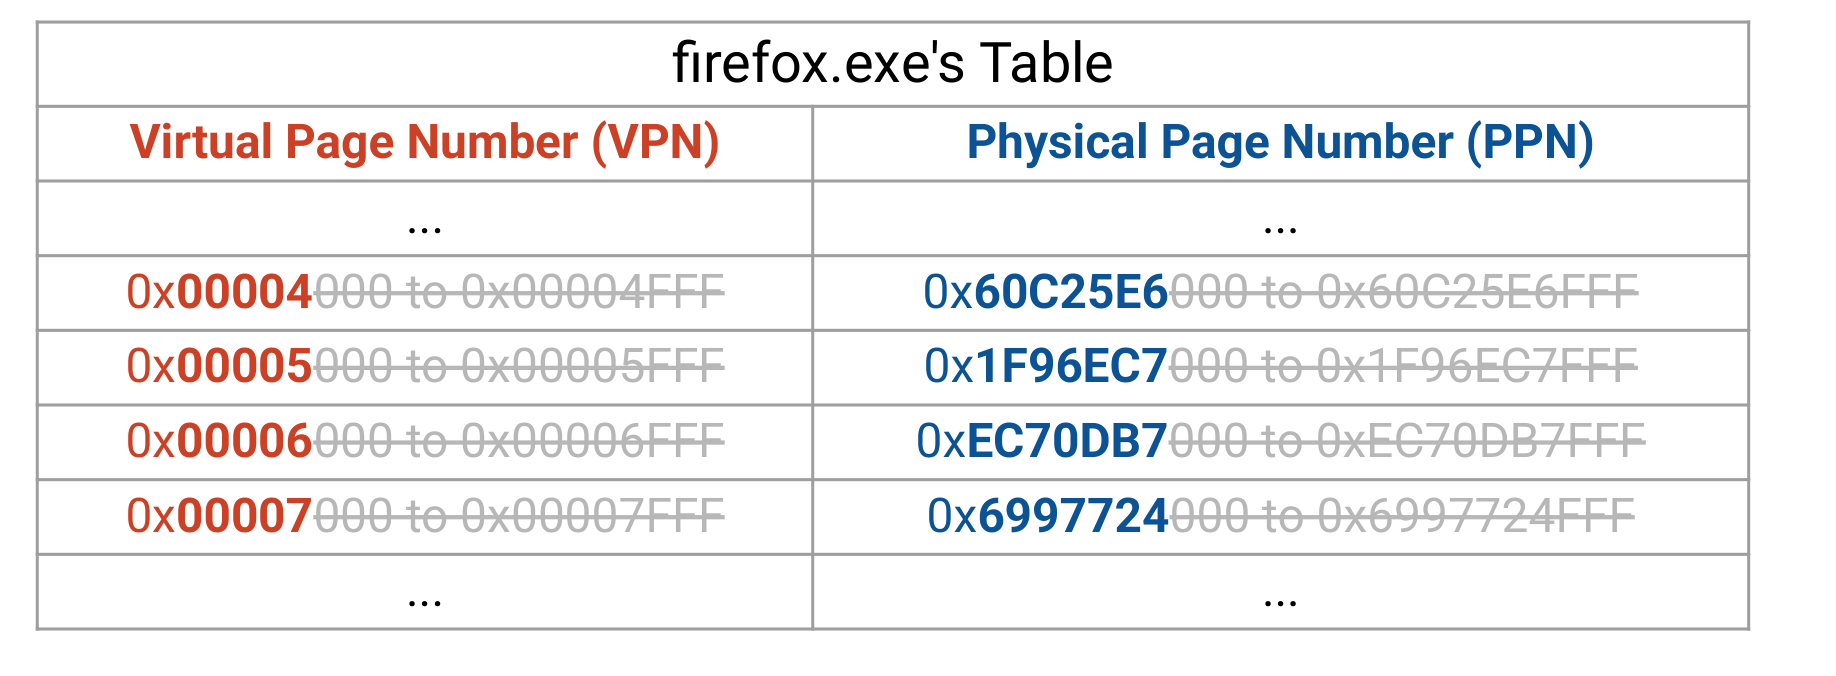 firefox.exe's Table
Virtual Page Number (VPN) Physical Page Number (PPN)
... ...
0x00004000 to 0x00004FFF 0x60C25E6000 to 0x60C25E6FFF
0x00005000 to 0x00005FFF 0x1F96EC7000 to 0x1F96EC7FFF
0x00006000 to 0x00006FFF 0xEC70DB7000 to 0xEC70DB7FFF
0x00007000 to 0x00007FFF 0x6997724000 to 0x6997724FFF
... ...